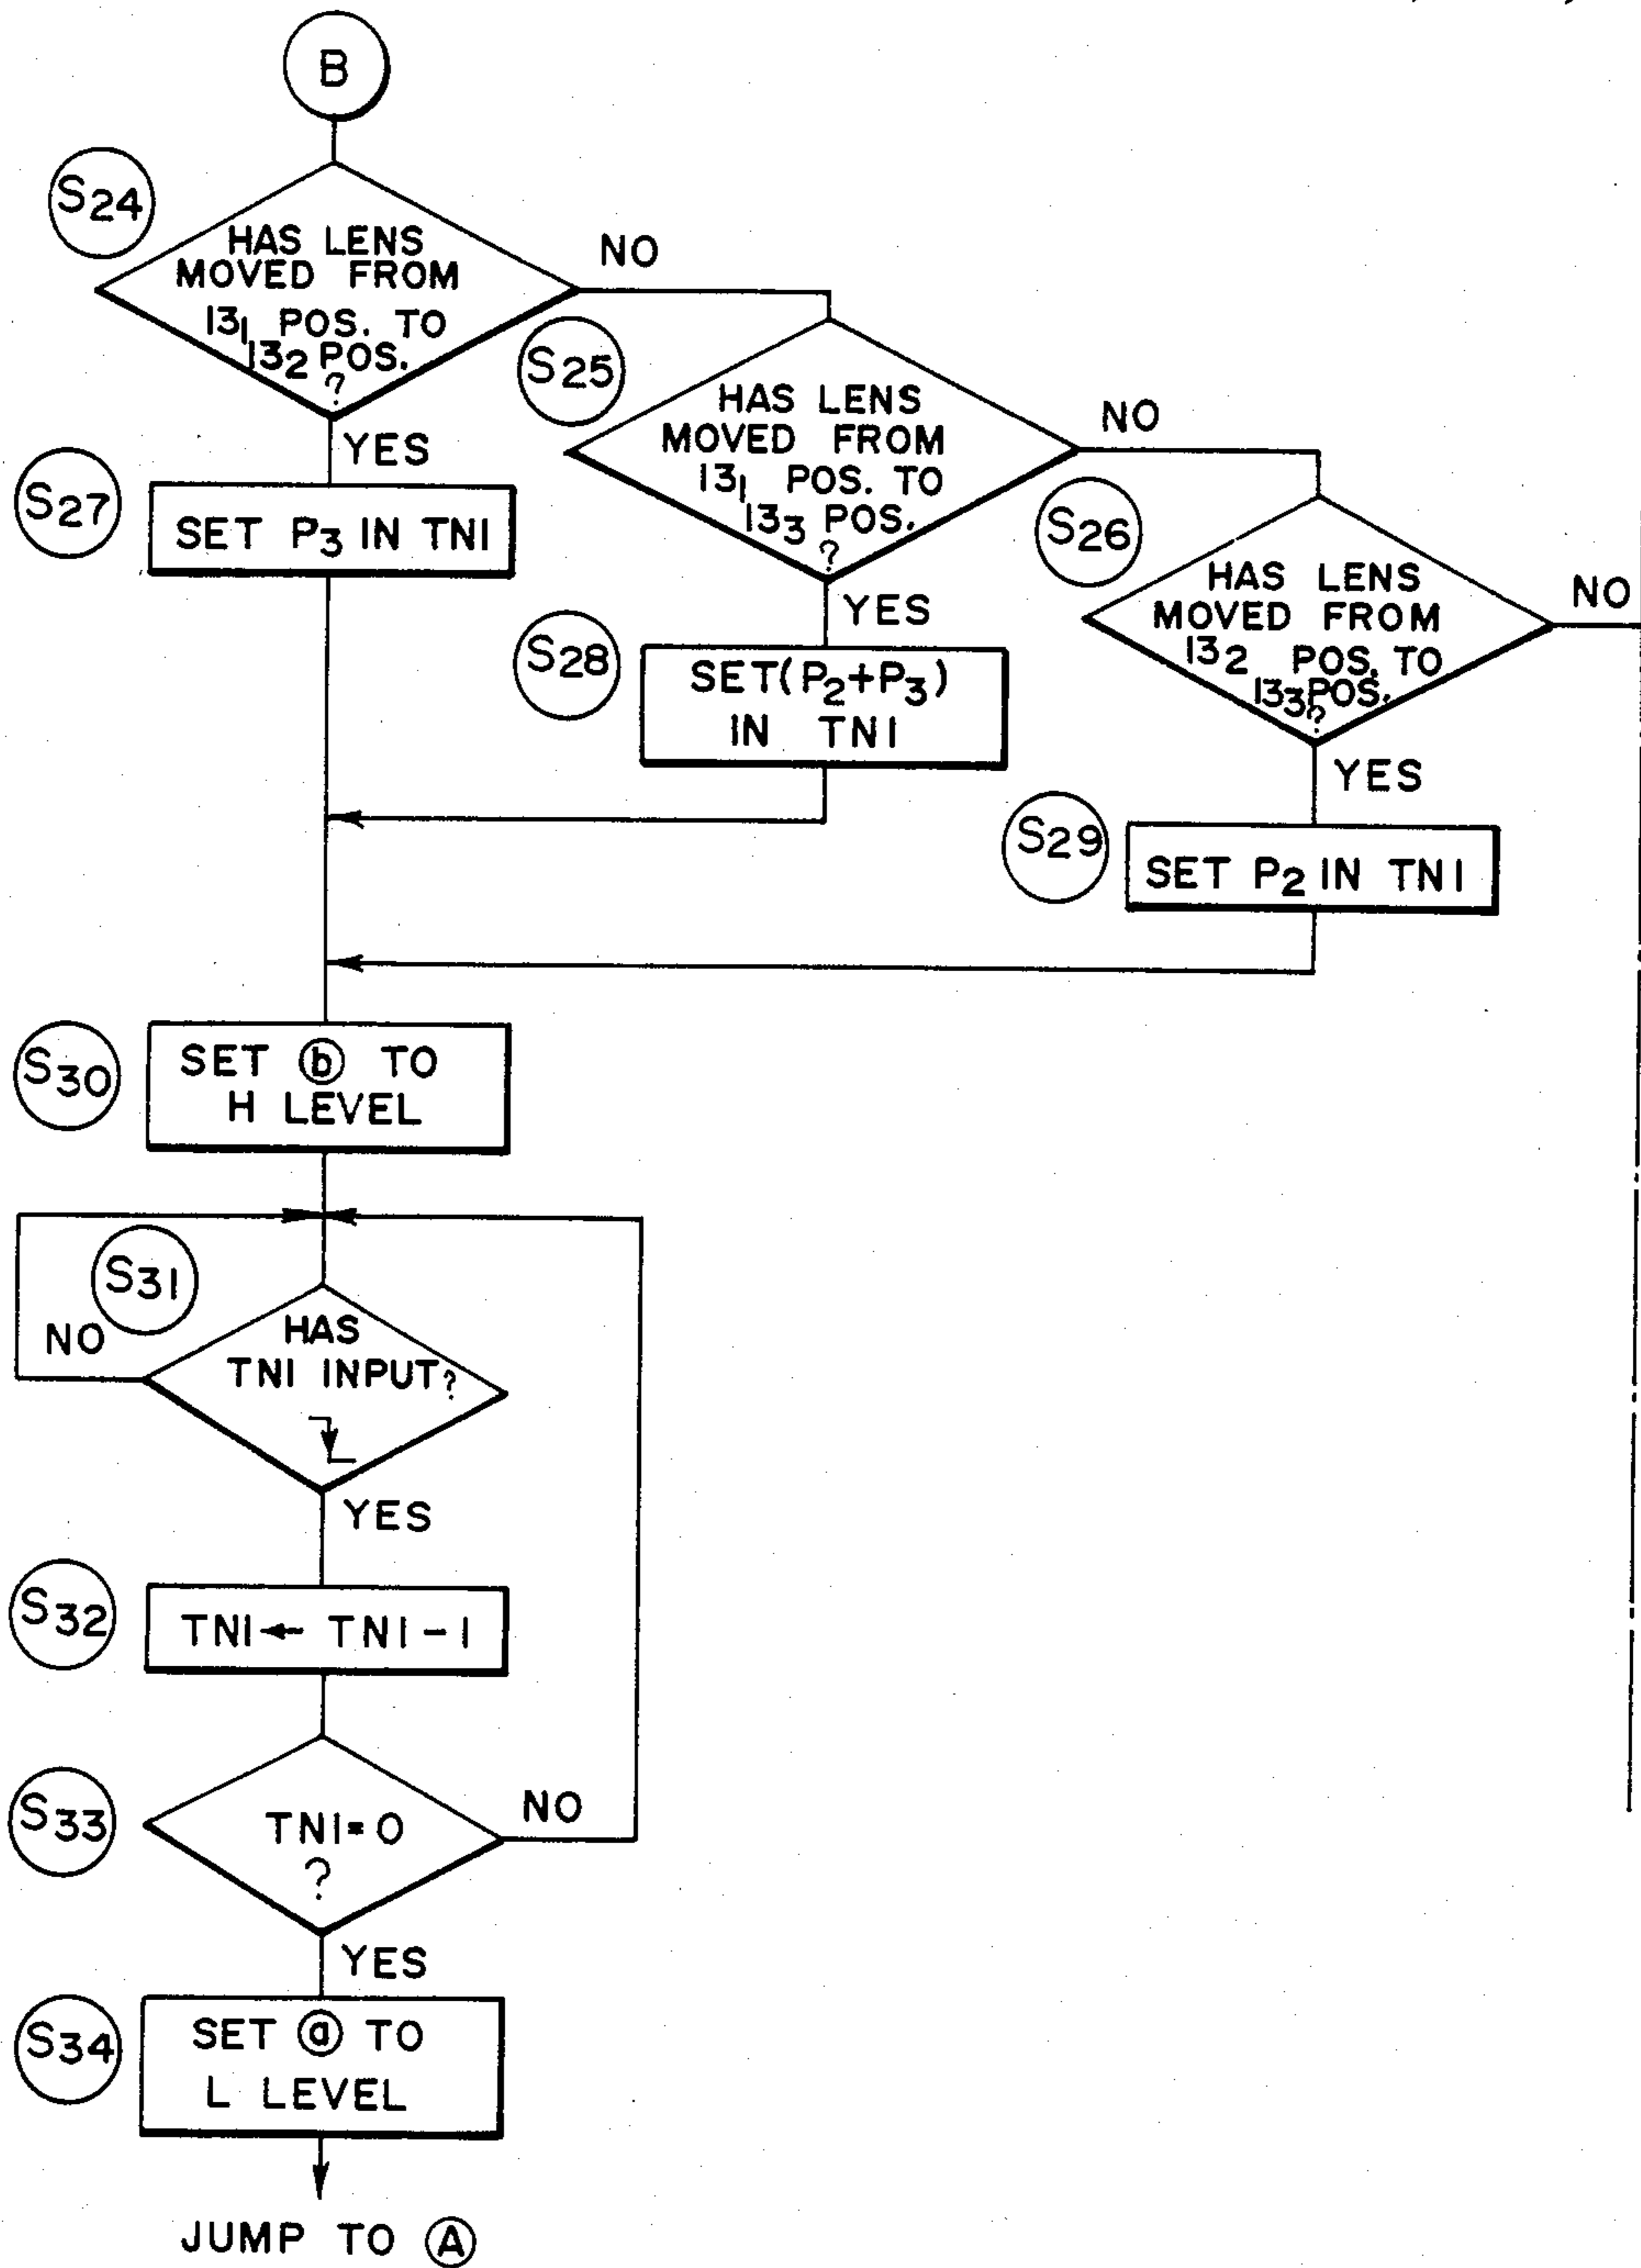 B
S24
HAS LENS
MOVED FROM
13₁ POS. TO
13₂ POS.
?
NO
YES
S25
HAS LENS
MOVED FROM
13₁ POS. TO
13₃ POS.
?
NO
YES
S26
HAS LENS
MOVED FROM
13₂ POS. TO
13₃ POS.
?
NO
YES
S27
SET P₃ IN TN1
S28
SET(P₂+P₃)
IN TN1
S29
SET P₂ IN TN1
S30
SET ⓑ TO
H LEVEL
S31
NO
HAS
TN1 INPUT?
YES
S32
TN1← TN1-1
S33
TN1=0
?
NO
YES
S34
SET ⓐ TO
L LEVEL
JUMP TO Ⓐ